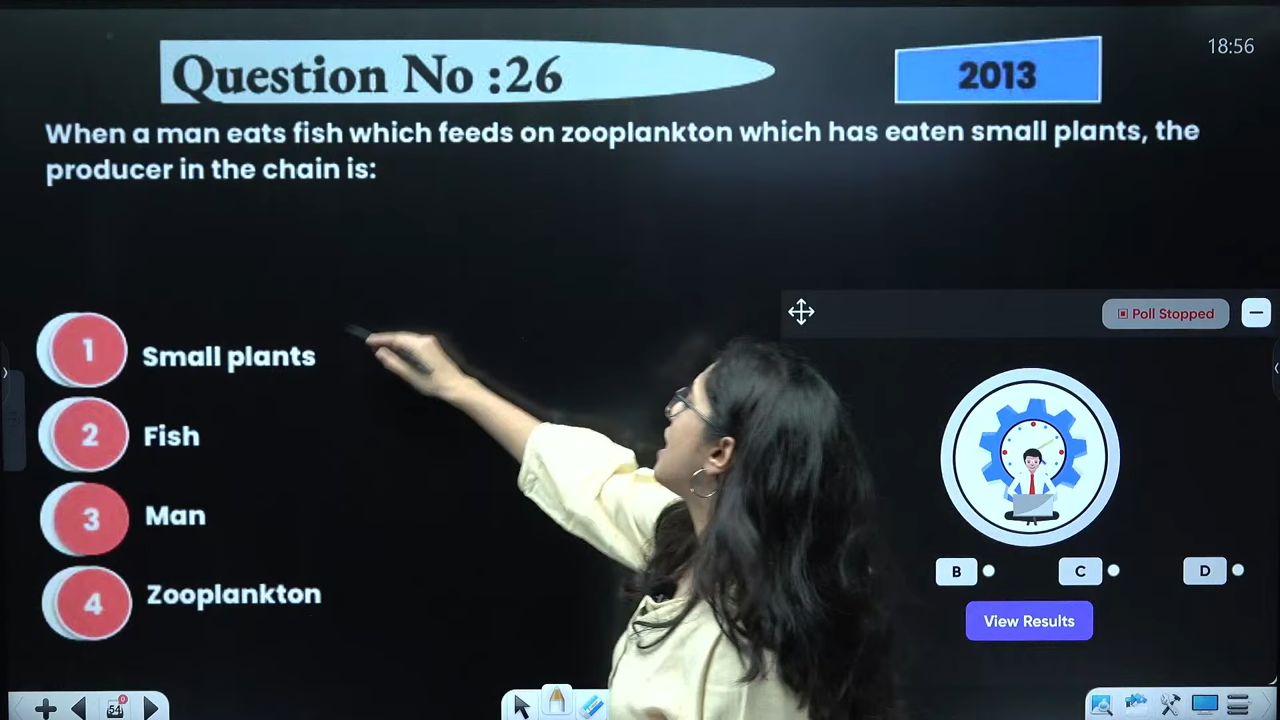 Question No :26
2013
18:56
When a man eats fish which feeds on zooplankton which has eaten small plants, the
producer in the chain is:
Poll Stopped
1 Small plants
2 Fish
3 Man
4 Zooplankton
B C D
View Results
54
0